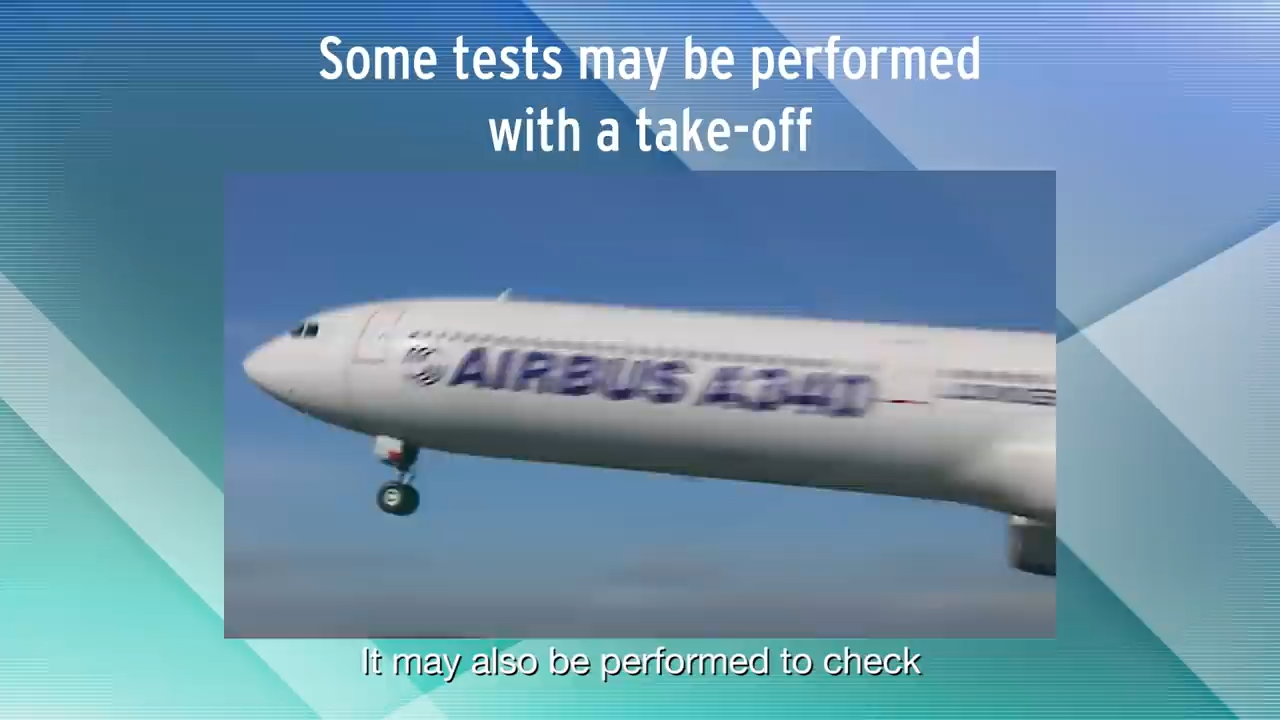 Some tests may be performed
with a take-off
AIRBUS A340
It may also be performed to check